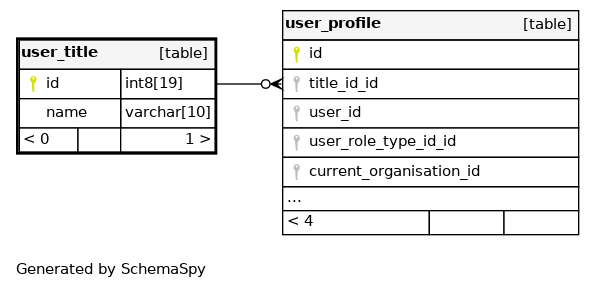 user_title [table]
id int8[19]
name varchar[10]
< 0 1 >
user_profile [table]
id
title_id_id
user_id
user_role_type_id_id
current_organisation_id
...
< 4
Generated by SchemaSpy